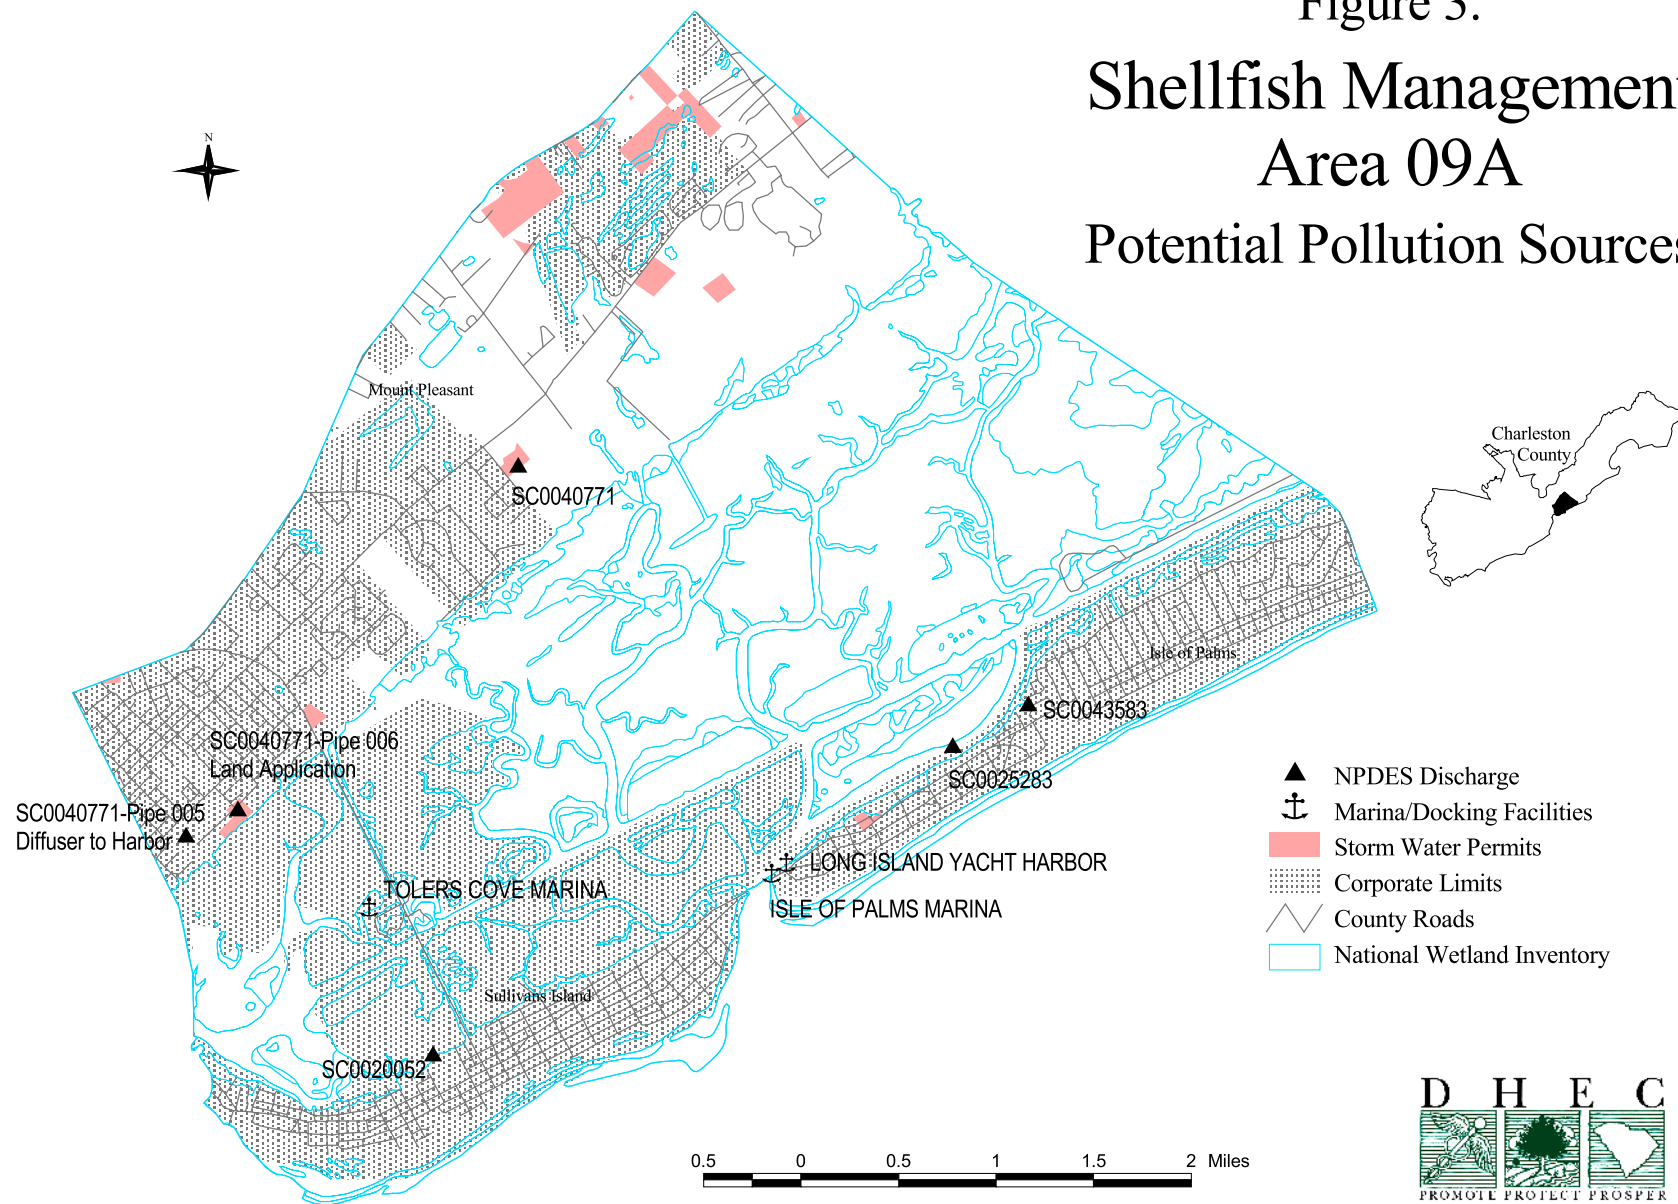 Figure 3.
Shellfish Management
Area 09A
Potential Pollution Sources
N
Mount Pleasant
Charleston
County
SC0040771
Isle of Palms
SC0043583
SC0040771-Pipe 006
Land Application
SC0025283
SC0040771-Pipe 005
Diffuser to Harbor
NPDES Discharge
Marina/Docking Facilities
Storm Water Permits
Corporate Limits
County Roads
National Wetland Inventory
LONG ISLAND YACHT HARBOR
TOLERS COVE MARINA
ISLE OF PALMS MARINA
Sullivans Island
SC0020052
0.5 0 0.5 1 1.5 2 Miles
D H E C
PROMOTE PROTECT PROSPER